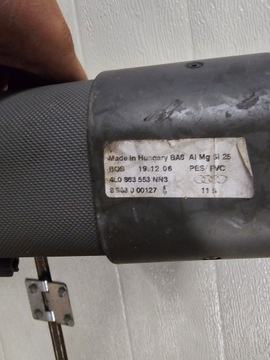 Made in Hungary BAS Al Mg Si 25
BOS 19.12.06 PES/PVC
4L0 863 553 NN3
00127 11